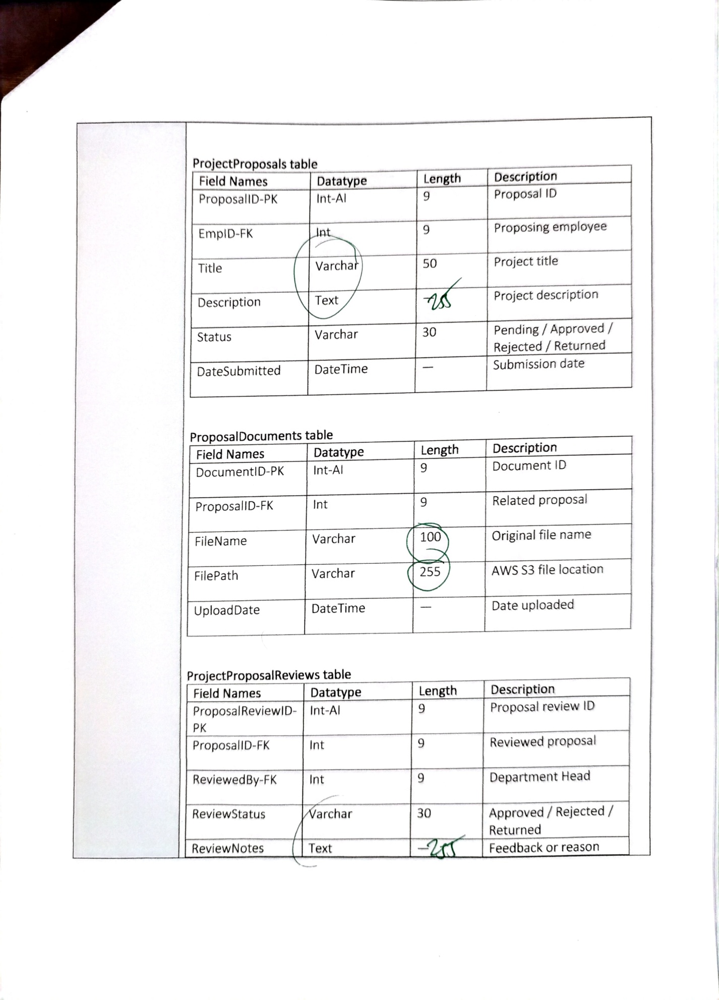 ProjectProposals table
Field Names Datatype Length Description
ProposalID-PK Int-AI 9 Proposal ID
EmpID-FK Int 9 Proposing employee
Title Varchar 50 Project title
Description Text —255 Project description
Status Varchar 30 Pending / Approved /
Rejected / Returned
DateSubmitted DateTime — Submission date
ProposalDocuments table
Field Names Datatype Length Description
DocumentID-PK Int-AI 9 Document ID
ProposalID-FK Int 9 Related proposal
FileName Varchar 100 Original file name
FilePath Varchar 255 AWS S3 file location
UploadDate DateTime — Date uploaded
ProjectProposalReviews table
Field Names Datatype Length Description
ProposalReviewID- Int-AI 9 Proposal review ID
PK
ProposalID-FK Int 9 Reviewed proposal
ReviewedBy-FK Int 9 Department Head
ReviewStatus Varchar 30 Approved / Rejected /
Returned
ReviewNotes Text —255 Feedback or reason